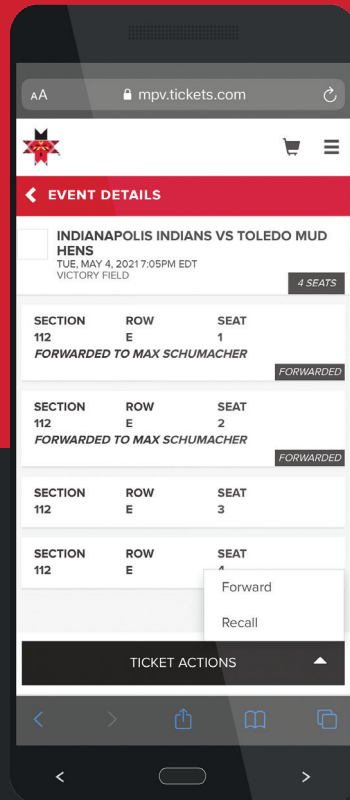 AA mpv.tickets.com
EVENT DETAILS
INDIANAPOLIS INDIANS VS TOLEDO MUD
HENS
TUE, MAY 4, 2021 7:05PM EDT
VICTORY FIELD
4 SEATS
SECTION ROW SEAT
112 E 1
FORWARDED TO MAX SCHUMACHER
FORWARDED
SECTION ROW SEAT
112 E 2
FORWARDED TO MAX SCHUMACHER
FORWARDED
SECTION ROW SEAT
112 E 3
SECTION ROW SEAT
112 E
Forward
Recall
TICKET ACTIONS